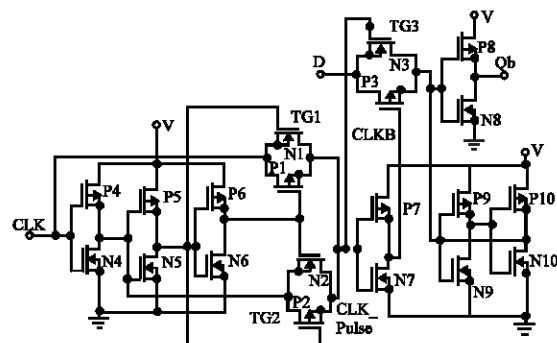 TG3
V
P8
D
P3
N3
Qb
N8
TG1
CLKB
V
N1
P1
V
P4
P5
P6
P7
P9
P10
CLK
N4
N5
N6
N2
P2
N7
N9
N10
TG2
CLK_
Pulse